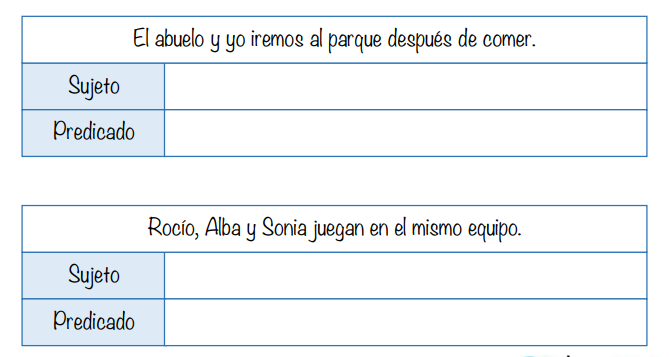 El abuelo y yo iremos al parque después de comer.
Sujeto
Predicado
Rocío, Alba y Sonia juegan en el mismo equipo.
Sujeto
Predicado